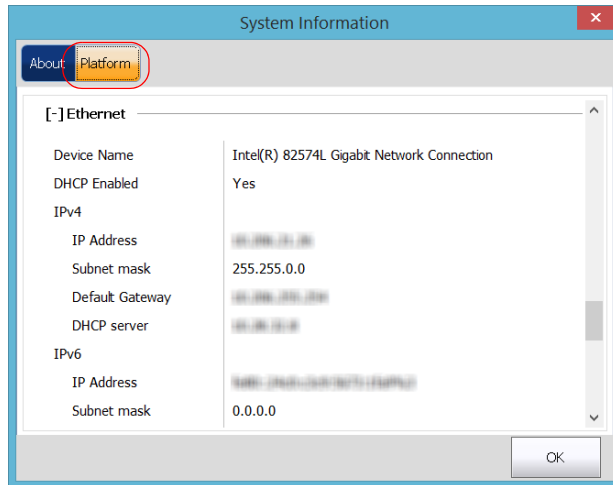 System Information
About Platform
[-] Ethernet
Device Name Intel(R) 82574L Gigabit Network Connection
DHCP Enabled Yes
IPv4
IP Address
Subnet mask 255.255.0.0
Default Gateway
DHCP server
IPv6
IP Address
Subnet mask 0.0.0.0
OK